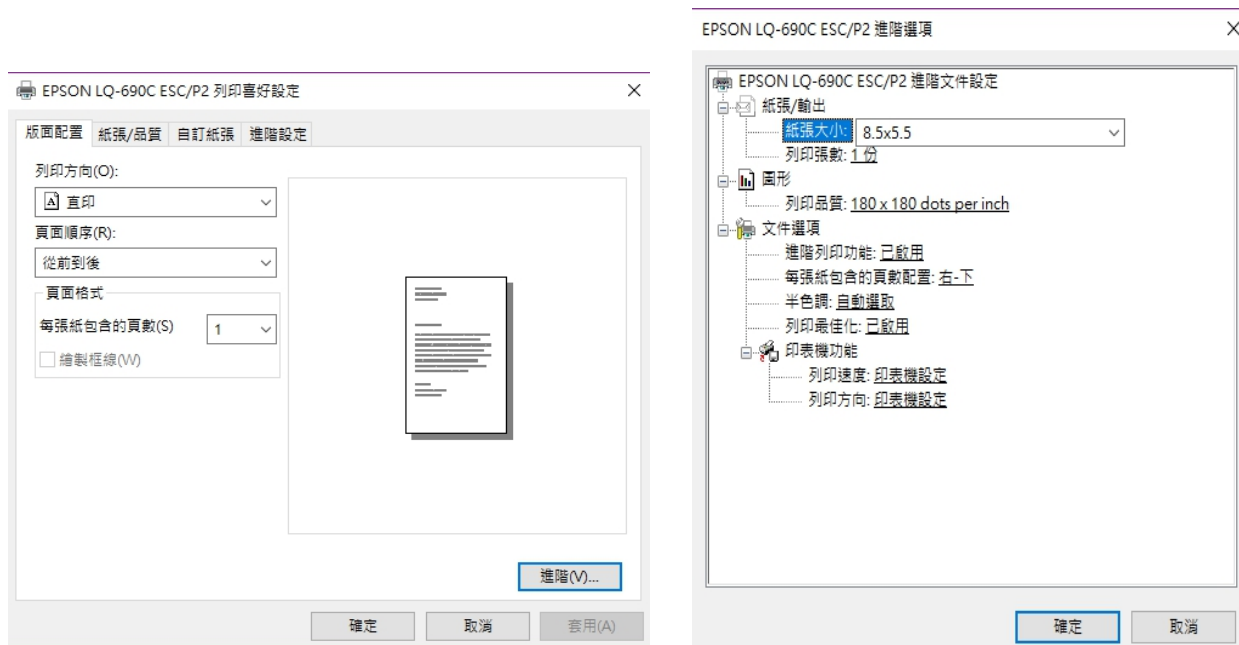 EPSON LQ-690C ESC/P2 列印喜好設定
版面配置 紙張/品質 自訂紙張 進階設定
列印方向(O):
直印
頁面順序(R):
從前到後
頁面格式
每張紙包含的頁數(S) 1
繪製框線(W)
進階(V)...
確定 取消 套用(A)
EPSON LQ-690C ESC/P2 進階選項
EPSON LQ-690C ESC/P2 進階文件設定
紙張/輸出
紙張大小: 8.5x5.5
列印張數: 1 份
圖形
列印品質: 180 x 180 dots per inch
文件選項
進階列印功能: 已啟用
每張紙包含的頁數配置: 右-下
半色調: 自動選取
列印最佳化: 已啟用
印表機功能
列印速度: 印表機設定
列印方向: 印表機設定
確定 取消